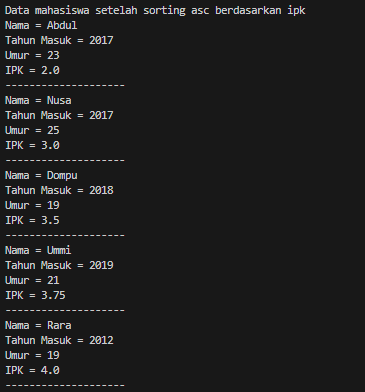 Data mahasiswa setelah sorting asc berdasarkan ipk
Nama = Abdul
Tahun Masuk = 2017
Umur = 23
IPK = 2.0
--------------------
Nama = Nusa
Tahun Masuk = 2017
Umur = 25
IPK = 3.0
--------------------
Nama = Dompu
Tahun Masuk = 2018
Umur = 19
IPK = 3.5
--------------------
Nama = Ummi
Tahun Masuk = 2019
Umur = 21
IPK = 3.75
--------------------
Nama = Rara
Tahun Masuk = 2012
Umur = 19
IPK = 4.0
--------------------